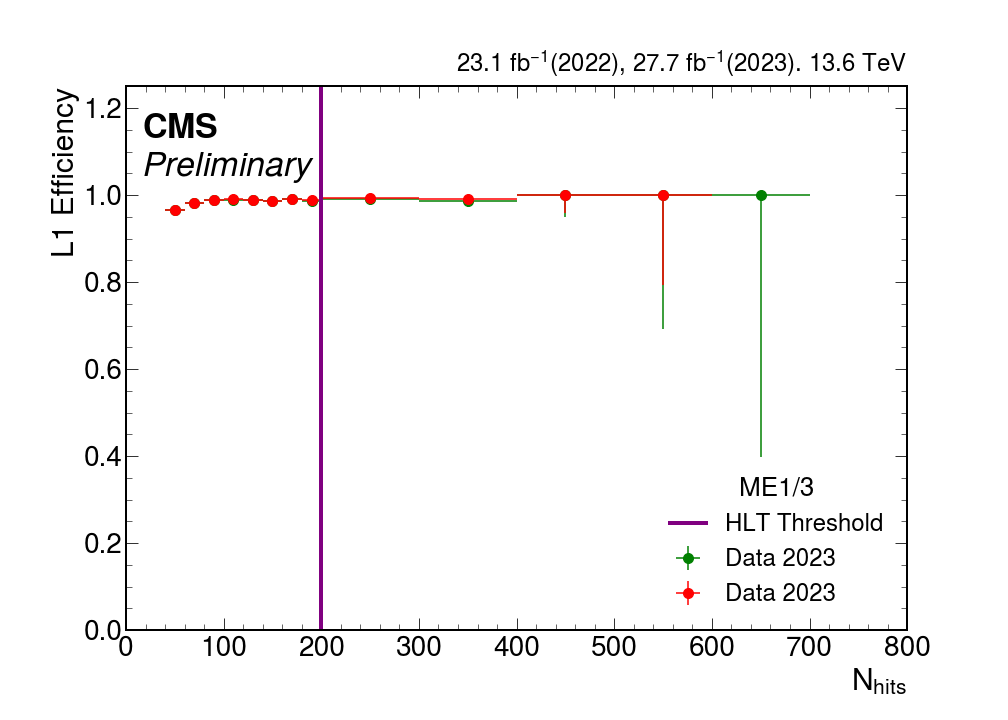 23.1 fb⁻¹(2022), 27.7 fb⁻¹(2023). 13.6 TeV
CMS
Preliminary
L1 Efficiency
1.2
1.0
0.8
0.6
0.4
0.2
0.0
ME1/3
HLT Threshold
Data 2023
Data 2023
0 100 200 300 400 500 600 700 800
N_hits